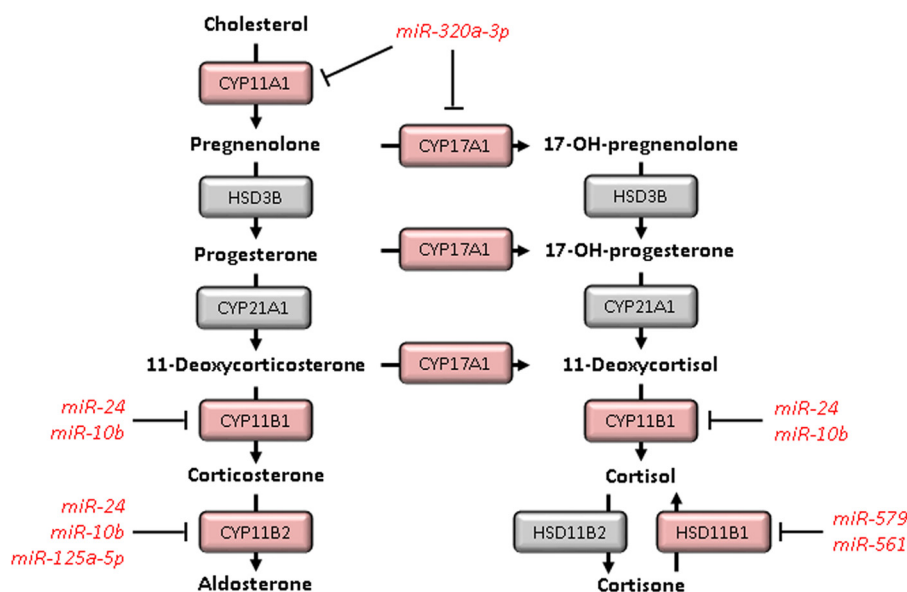 Cholesterol
miR-320a-3p
CYP11A1
Pregnenolone
CYP17A1
17-OH-pregnenolone
HSD3B
HSD3B
Progesterone
CYP17A1
17-OH-progesterone
CYP21A1
CYP21A1
11-Deoxycorticosterone
CYP17A1
11-Deoxycortisol
miR-24
miR-10b
CYP11B1
CYP11B1
miR-24
miR-10b
Corticosterone
Cortisol
miR-24
miR-10b
miR-125a-5p
CYP11B2
HSD11B2
HSD11B1
miR-579
miR-561
Aldosterone
Cortisone